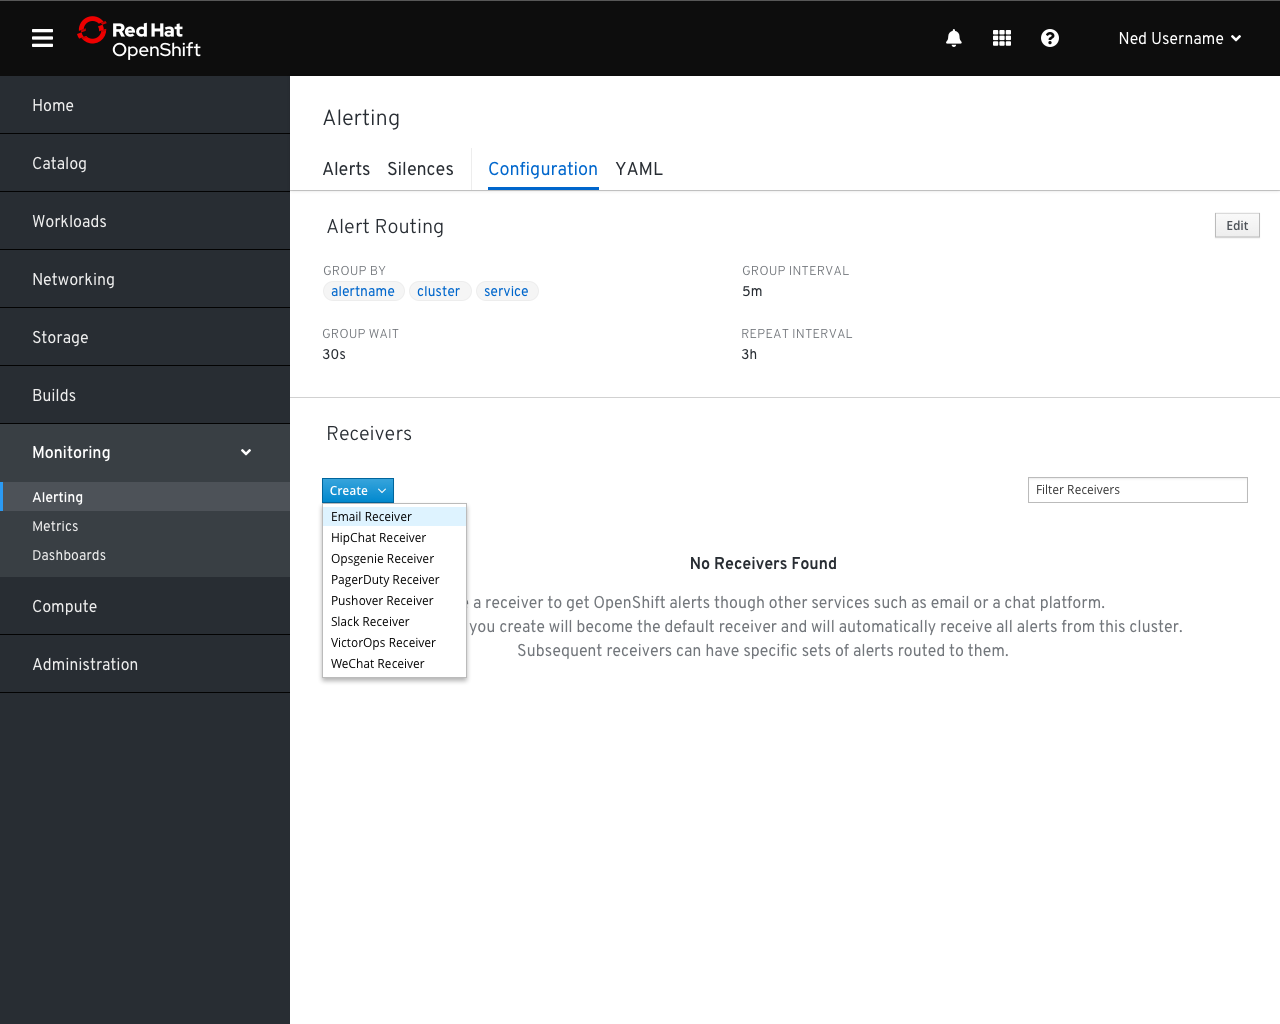 Red Hat
OpenShift
Ned Username
Home
Catalog
Workloads
Networking
Storage
Builds
Monitoring
Alerting
Metrics
Dashboards
Compute
Administration
Alerting
Alerts Silences Configuration YAML
Alert Routing
Edit
GROUP BY
alertname cluster service
GROUP INTERVAL
5m
GROUP WAIT
30s
REPEAT INTERVAL
3h
Receivers
Create
Filter Receivers
Email Receiver
HipChat Receiver
Opsgenie Receiver
PagerDuty Receiver
Pushover Receiver
Slack Receiver
VictorOps Receiver
WeChat Receiver
No Receivers Found
a receiver to get OpenShift alerts though other services such as email or a chat platform.
you create will become the default receiver and will automatically receive all alerts from this cluster.
Subsequent receivers can have specific sets of alerts routed to them.